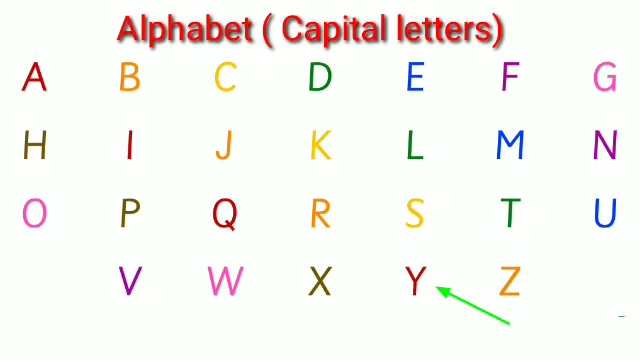 Alphabet ( Capital letters)
A B C D E F G
H I J K L M N
O P Q R S T U
V W X Y Z